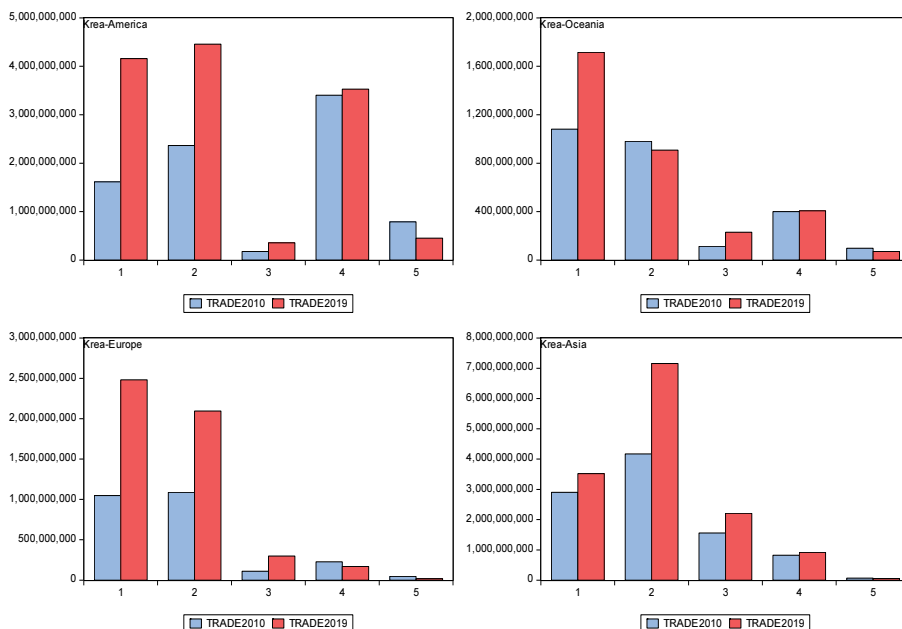 Krea-America
5,000,000,000
4,000,000,000
3,000,000,000
2,000,000,000
1,000,000,000
0
1 2 3 4 5
TRADE2010 TRADE2019
Krea-Oceania
2,000,000,000
1,600,000,000
1,200,000,000
800,000,000
400,000,000
0
1 2 3 4 5
TRADE2010 TRADE2019
Krea-Europe
3,000,000,000
2,500,000,000
2,000,000,000
1,000,000,000
500,000,000
0
1 2 3 4 5
TRADE2010 TRADE2019
Krea-Asia
8,000,000,000
7,000,000,000
6,000,000,000
5,000,000,000
4,000,000,000
3,000,000,000
2,000,000,000
1,000,000,000
0
1 2 3 4 5
TRADE2010 TRADE2019